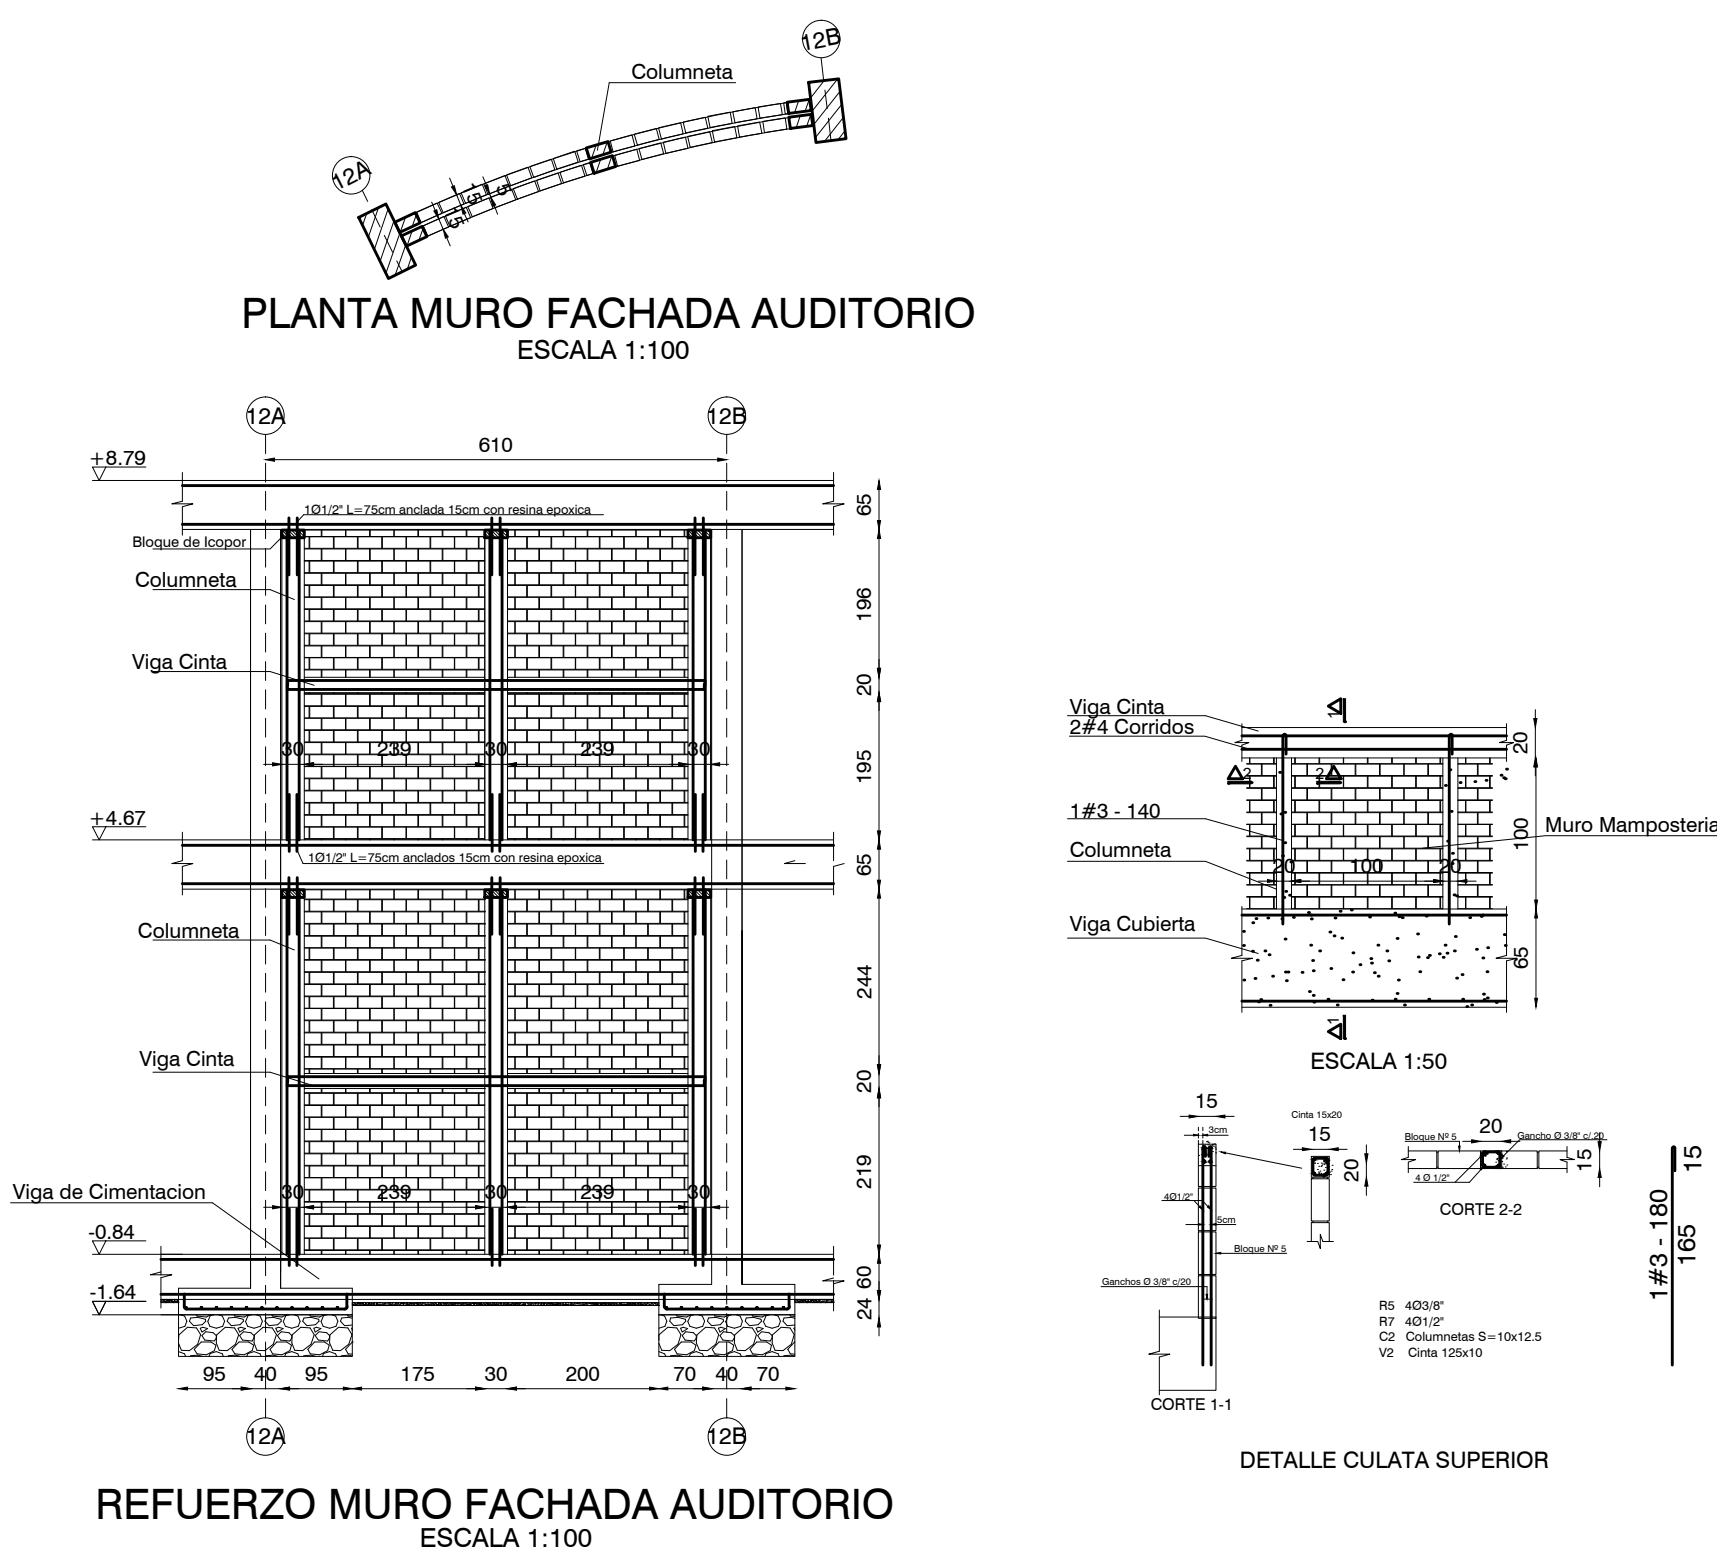 12B
Columneta
12A
15
5
15
PLANTA MURO FACHADA AUDITORIO
ESCALA 1:100
12A
12B
610
+8.79
65
1Ø1/2" L=75cm anclada 15cm con resina epoxica
Bloque de Icopor
Columneta
196
Viga Cinta
20
30
239
30
239
30
195
+4.67
1Ø1/2" L=75cm anclados 15cm con resina epoxica
65
Columneta
244
Viga Cinta
20
219
Viga de Cimentacion
30
239
30
239
30
-0.84
60
-1.64
24
95
40
95
175
30
200
70
40
70
12A
12B
REFUERZO MURO FACHADA AUDITORIO
ESCALA 1:100
Viga Cinta
2#4 Corridos
1
20
2
2
1#3 - 140
100
Muro Mamposteria
Columneta
20
100
20
Viga Cubierta
65
1
ESCALA 1:50
15
3cm
4Ø1/2"
5cm
Bloque Nº 5
Ganchos Ø 3/8" c/20
CORTE 1-1
Cinta 15x20
15
20
Bloque Nº 5
20
Gancho Ø 3/8" c/.20
15
4 Ø 1/2"
CORTE 2-2
15
1#3 - 180
165
R5 4Ø3/8"
R7 4Ø1/2"
C2 Columnetas S=10x12.5
V2 Cinta 125x10
DETALLE CULATA SUPERIOR